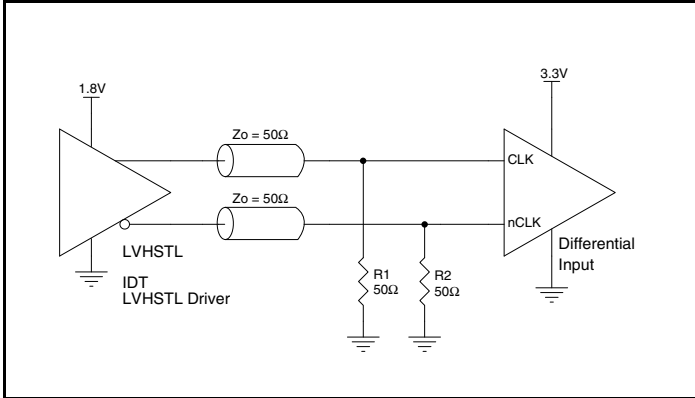 1.8V
3.3V
Zo = 50Ω
CLK
Zo = 50Ω
nCLK
LVHSTL
Differential
Input
IDT
LVHSTL Driver
R1
50Ω
R2
50Ω